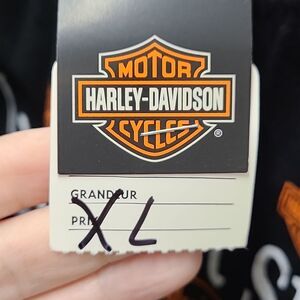 MOTOR
HARLEY-DAVIDSON
CYCLES
®
GRANDEUR
PRIX
XL